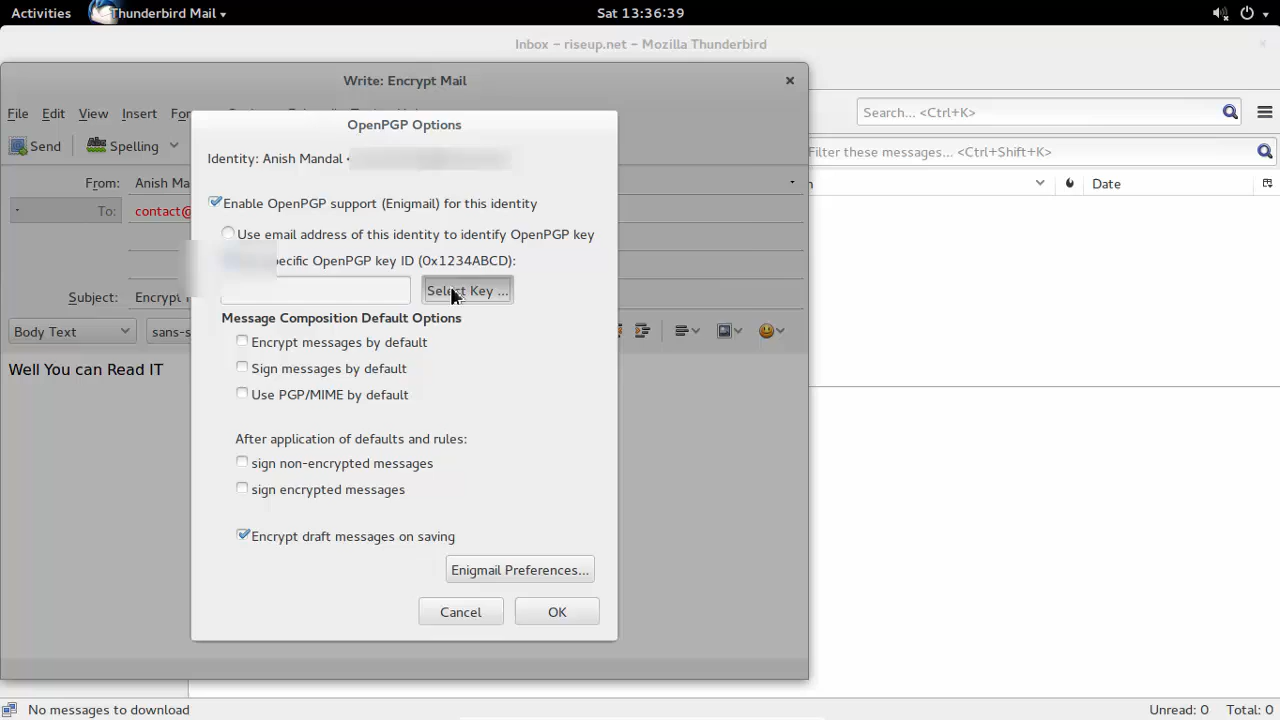 Activities Thunderbird Mail Sat 13:36:39
Inbox – riseup.net – Mozilla Thunderbird
Write: Encrypt Mail
File Edit View Insert
Search... <Ctrl+K>
OpenPGP Options
Send Spelling
Filter these messages... <Ctrl+Shift+K>
Identity: Anish Mandal
From: Anish Ma
Date
Enable OpenPGP support (Enigmail) for this identity
To: contact@
Use email address of this identity to identify OpenPGP key
ecific OpenPGP key ID (0x1234ABCD):
Subject: Encrypt
Select Key ...
Message Composition Default Options
Body Text sans-s
Encrypt messages by default
Well You can Read IT
Sign messages by default
Use PGP/MIME by default
After application of defaults and rules:
sign non-encrypted messages
sign encrypted messages
Encrypt draft messages on saving
Enigmail Preferences...
Cancel OK
No messages to download Unread: 0 Total: 0